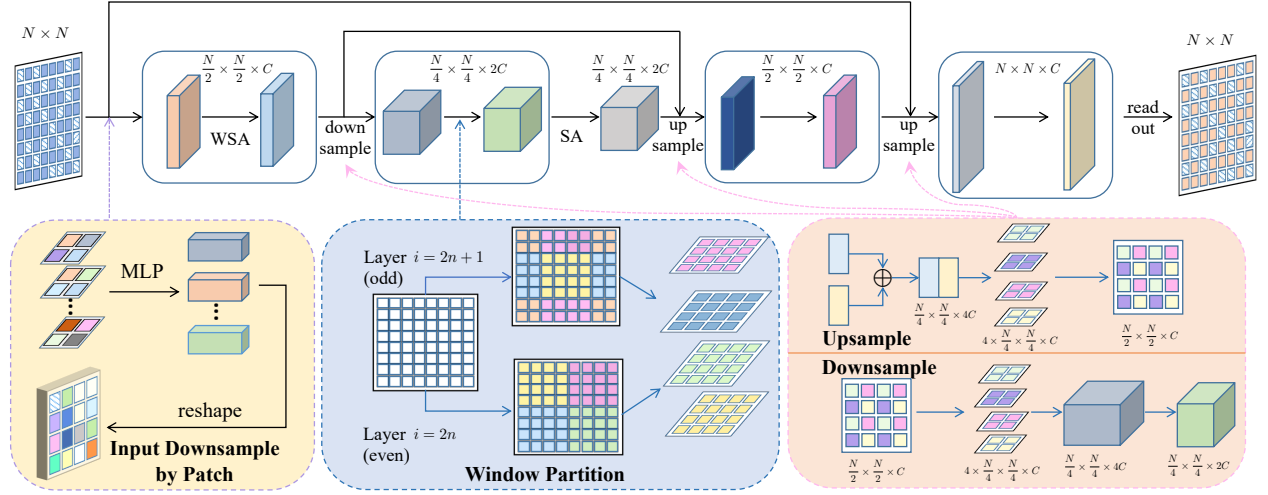 N × N
N/2 × N/2 × C
WSA
down
sample
N/4 × N/4 × 2C
SA
N/4 × N/4 × 2C
up
sample
N/2 × N/2 × C
up
sample
N × N × C
read
out
N × N
MLP
reshape
Input Downsample
by Patch
Layer i = 2n + 1
(odd)
Layer i = 2n
(even)
Window Partition
N/4 × N/4 × 4C
4 × N/4 × N/4 × C
N/2 × N/2 × C
Upsample
Downsample
N/2 × N/2 × C
4 × N/4 × N/4 × C
N/4 × N/4 × 4C
N/4 × N/4 × 2C